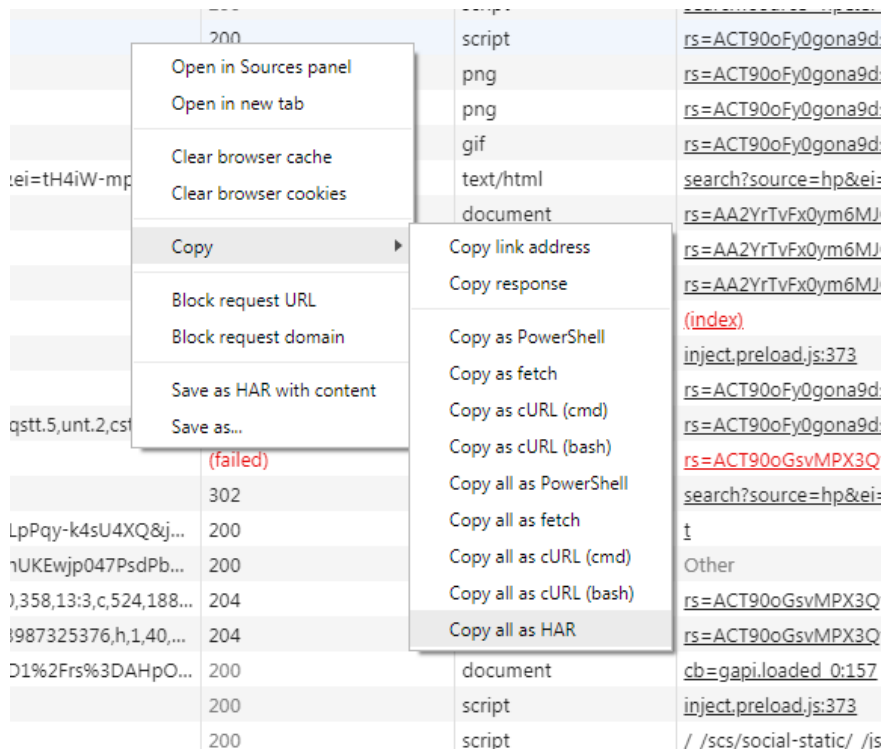 200 script rs=ACT90oFy0gona9d
Open in Sources panel
png rs=ACT90oFy0gona9d
Open in new tab
png rs=ACT90oFy0gona9d
gif rs=ACT90oFy0gona9d
Clear browser cache
ei=tH4iW-mp text/html search?source=hp&ei=
Clear browser cookies
document rs=AA2YrTvFx0ym6MJ
Copy
Copy link address
rs=AA2YrTvFx0ym6MJ
Copy response
rs=AA2YrTvFx0ym6MJ
Block request URL
(index)
Block request domain
Copy as PowerShell
inject.preload.js:373
Copy as fetch
Save as HAR with content
rs=ACT90oFy0gona9d
Copy as cURL (cmd)
qstt.5,unt.2,cst
Save as...
rs=ACT90oFy0gona9d
Copy as cURL (bash)
(failed) rs=ACT90oGsvMPX3Q
Copy all as PowerShell
302 search?source=hp&ei=
Copy all as fetch
LpPqy-k4sU4XQ&j... 200 t
Copy all as cURL (cmd)
nUKEwjp047PsdPb... 200 Other
Copy all as cURL (bash)
),358,13:3,c,524,188... 204 rs=ACT90oGsvMPX3Q
Copy all as HAR
3987325376,h,1,40,... 204 rs=ACT90oGsvMPX3Q
D1%2Frs%3DAHpO... 200 document cb=gapi.loaded_0:157
200 script inject.preload.js:373
200 script /_/scs/social-static/_/js